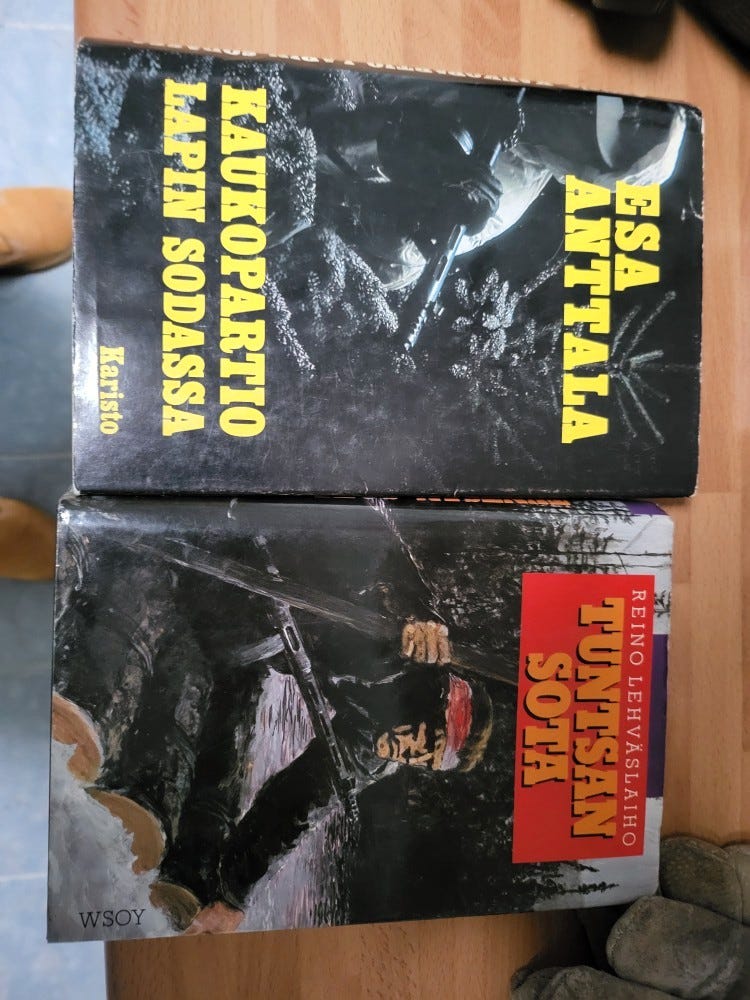 ESA
ANTTALA
KAUKOPARTIO
LAPIN SODASSA
Karisto
REINO LEHVÄSLAIHO
TUNTSAN
SOTA
WSOY